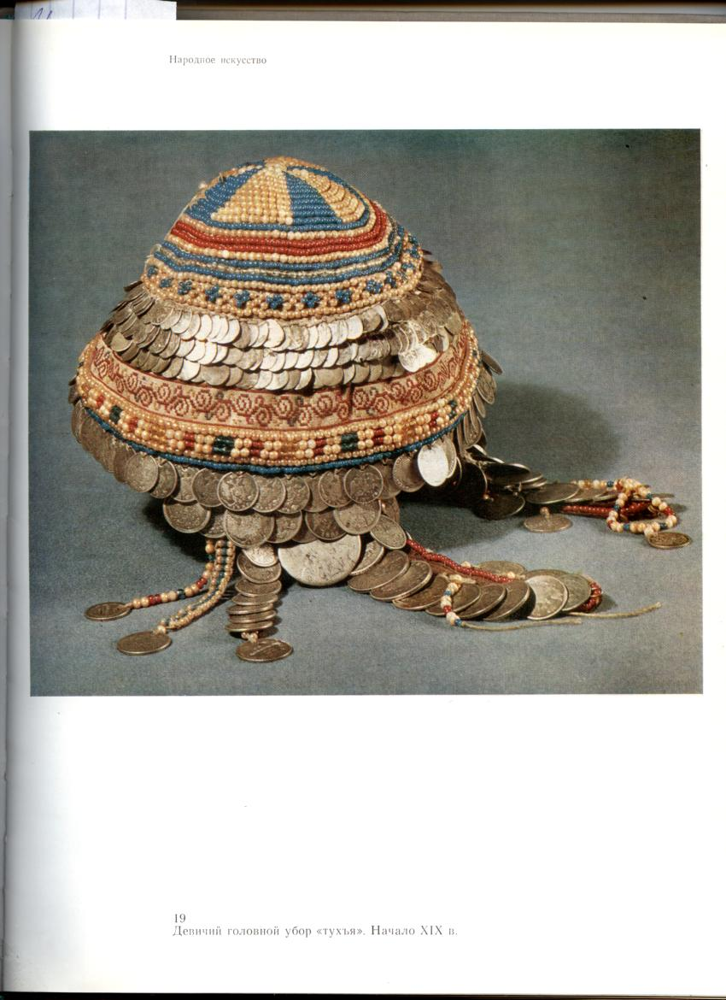 Народное искусство
19
Девичий головной убор «тухъя». Начало XIX в.